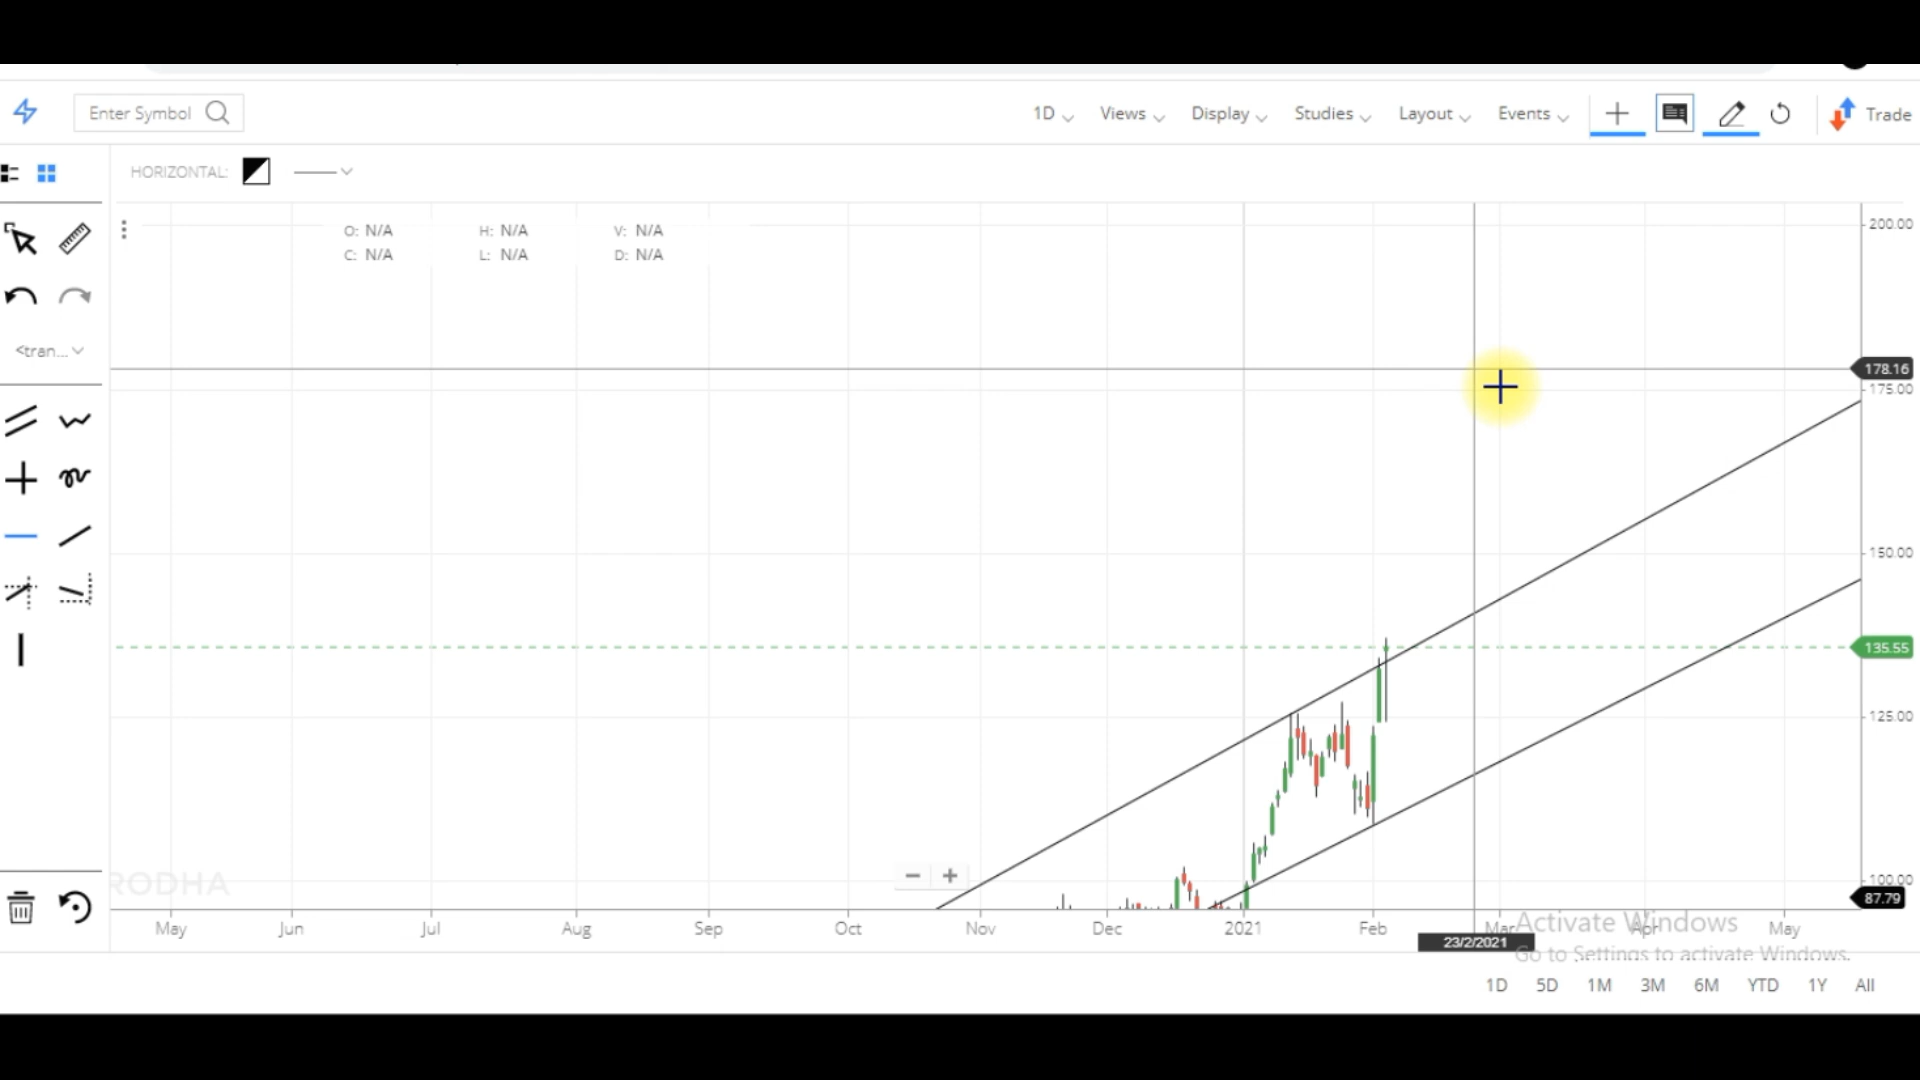 Enter Symbol 1D Views Display Studies Layout Events Trade
HORIZONTAL:
O: N/A H: N/A V: N/A
C: N/A L: N/A D: N/A
200.00
<tran...
178.16
175.00
150.00
135.55
125.00
100.00
RODHA
87.79
May Jun Jul Aug Sep Oct Nov Dec 2021 Feb Mar Apr May
Activate Windows
23/2/2021
Go to Settings to activate Windows.
1D 5D 1M 3M 6M YTD 1Y All